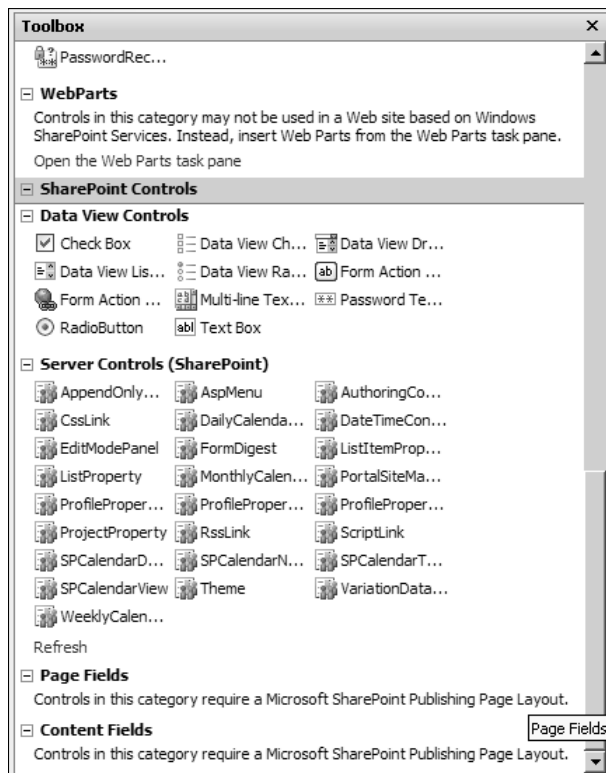 Toolbox
PasswordRec...
WebParts
Controls in this category may not be used in a Web site based on Windows
SharePoint Services. Instead, insert Web Parts from the Web Parts task pane.
Open the Web Parts task pane
SharePoint Controls
Data View Controls
Check Box Data View Ch... Data View Dr...
Data View Lis... Data View Ra... Form Action ...
Form Action ... Multi-line Tex... Password Te...
RadioButton Text Box
Server Controls (SharePoint)
AppendOnly... AspMenu AuthoringCo...
CssLink DailyCalenda... DateTimeCon...
EditModePanel FormDigest ListItemProp...
ListProperty MonthlyCalen... PortalSiteMa...
ProfileProper... ProfileProper... ProfileProper...
ProjectProperty RssLink ScriptLink
SPCalendarD... SPCalendarN... SPCalendarT...
SPCalendarView Theme VariationData...
WeeklyCalen...
Refresh
Page Fields
Controls in this category require a Microsoft SharePoint Publishing Page Layout.
Content Fields
Page Fields
Controls in this category require a Microsoft SharePoint Publishing Page Layout.